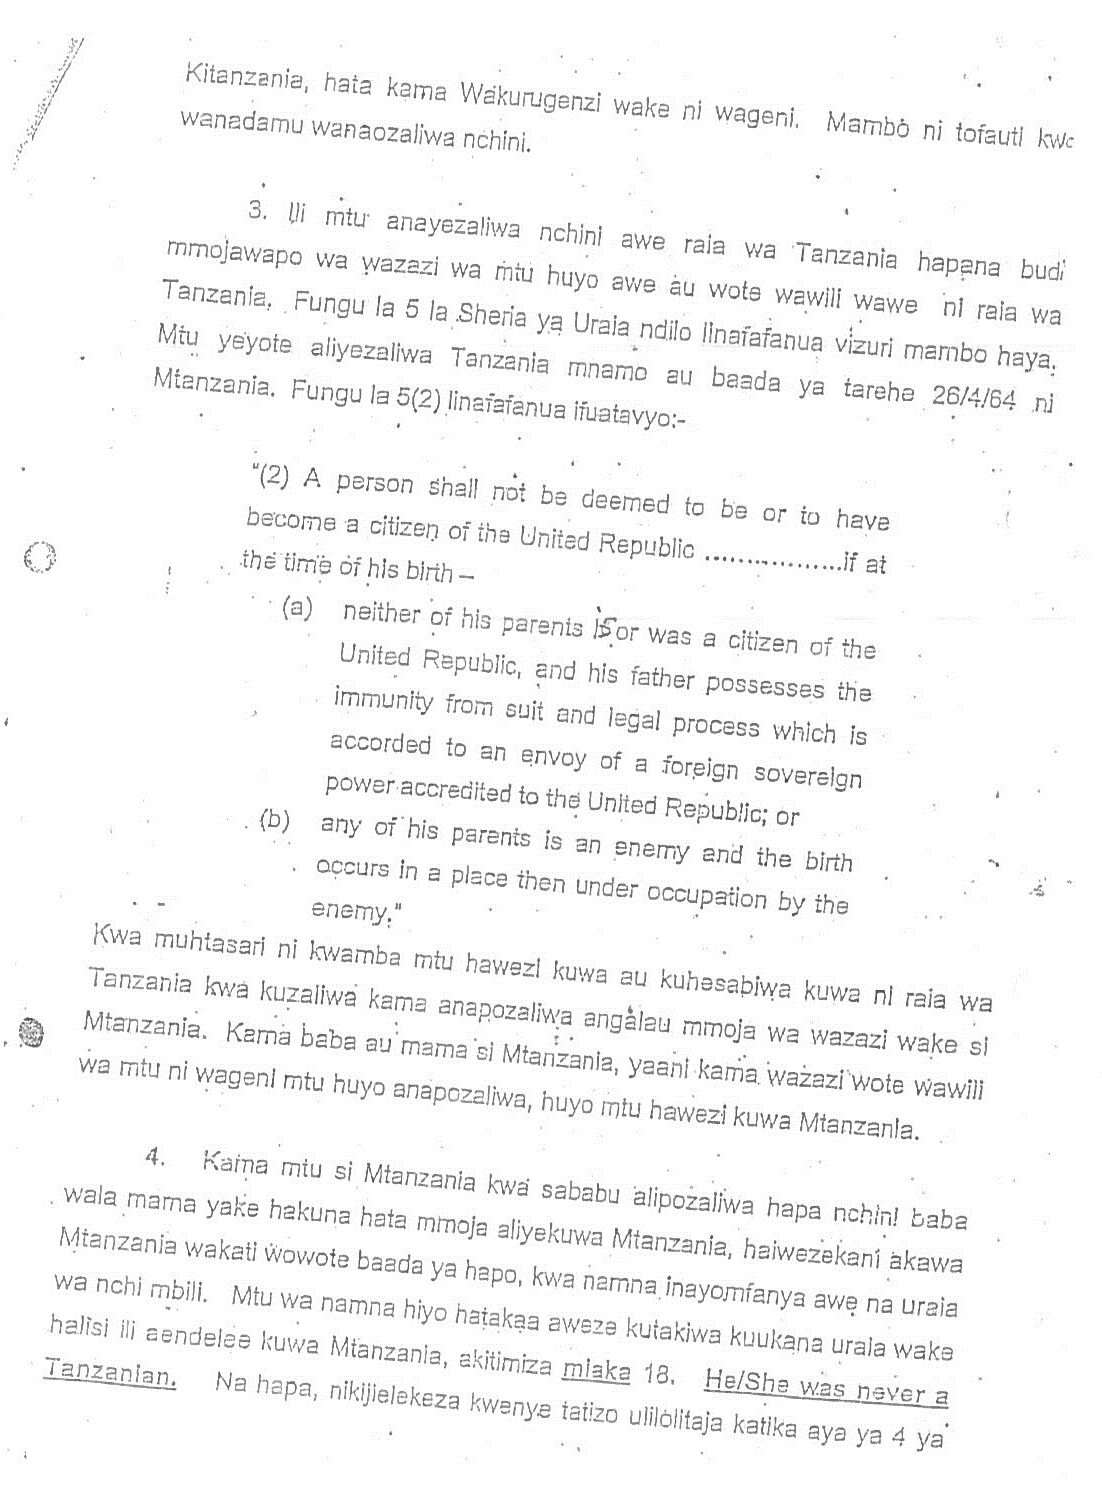 Kitanzania, hata kama Wakurugenzi wake ni wageni. Mambo ni tofauti kwa
wanadamu wanaozaliwa nchini.
3. Ili mtu anayezaliwa nchini awe raia wa Tanzania hapana budi
mmojawapo wa wazazi wa mtu huyo awe au wote wawili wawe ni raia wa
Tanzania. Fungu la 5 la Sheria ya Uraia ndilo linafafanua vizuri mambo haya.
Mtu yeyote aliyezaliwa Tanzania mnamo au baada ya tarehe 26/4/64 ni
Mtanzania. Fungu la 5(2) linafafanua ifuatavyo:-
"(2) A person shall not be deemed to be or to have
become a citizen of the United Republic ..................if at
the time of his birth –
(a) neither of his parents is or was a citizen of the
United Republic, and his father possesses the
immunity from suit and legal process which is
accorded to an envoy of a foreign sovereign
power accredited to the United Republic; or
(b) any of his parents is an enemy and the birth
occurs in a place then under occupation by the
enemy."
Kwa muhtasari ni kwamba mtu hawezi kuwa au kuhesabiwa kuwa ni raia wa
Tanzania kwa kuzaliwa kama anapozaliwa angalau mmoja wa wazazi wake si
Mtanzania. Kama baba au mama si Mtanzania, yaani kama wazazi wote wawili
wa mtu ni wageni mtu huyo anapozaliwa, huyo mtu hawezi kuwa Mtanzania.
4. Kama mtu si Mtanzania kwa sababu alipozaliwa hapa nchini baba
wala mama yake hakuna hata mmoja aliyekuwa Mtanzania, haiwezekani akawa
Mtanzania wakati wowote baada ya hapo, kwa namna inayomfanya awe na uraia
wa nchi mbili. Mtu wa namna hiyo hatakaa aweze kutakiwa kuukana uraia wake
halisi ili aendelee kuwa Mtanzania, akitimiza miaka 18. He/She was never a
Tanzanian. Na hapa, nikijielekeza kwenye tatizo ulilolitaja katika aya ya 4 ya